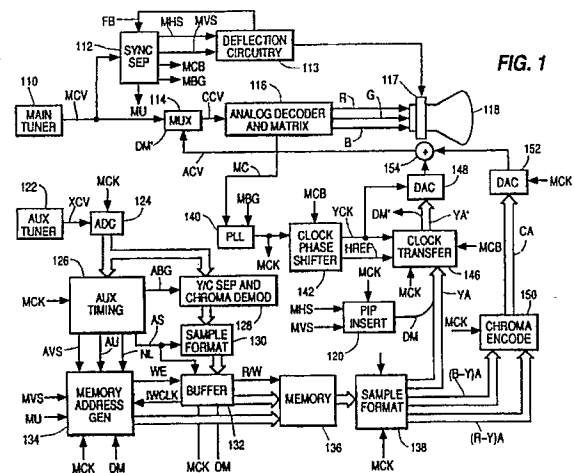 FIG. 1
FB
MHS
MVS
112
SYNC SEP
DEFLECTION CIRCUITRY
113
MCB
MBG
110
MAIN TUNER
MCV
MU
114
MUX
DM'
CCV
116
ANALOG DECODER AND MATRIX
R
G
B
117
118
ACV
MC
154
152
DAC
MCK
122
AUX TUNER
XCV
MCK
ADC
124
MBG
140
PLL
MCK
MCB
CLOCK PHASE SHIFTER
142
YCK
HREF
DM'
DAC
148
YA'
CLOCK TRANSFER
146
MCB
MCK
YA
CA
126
AUX TIMING
MCK
ABG
Y/C SEP AND CHROMA DEMOD
128
AS
SAMPLE FORMAT
130
MCK
MHS
MVS
PIP INSERT
120
DM
150
CHROMA ENCODE
MCK
AVS
AU
NL
MVS
MU
MEMORY ADDRESS GEN
134
MCK
DM
WE
IWCLK
BUFFER
132
R/W
MCK
DM
MEMORY
136
SAMPLE FORMAT
138
MCK
(B-Y)A
(R-Y)A